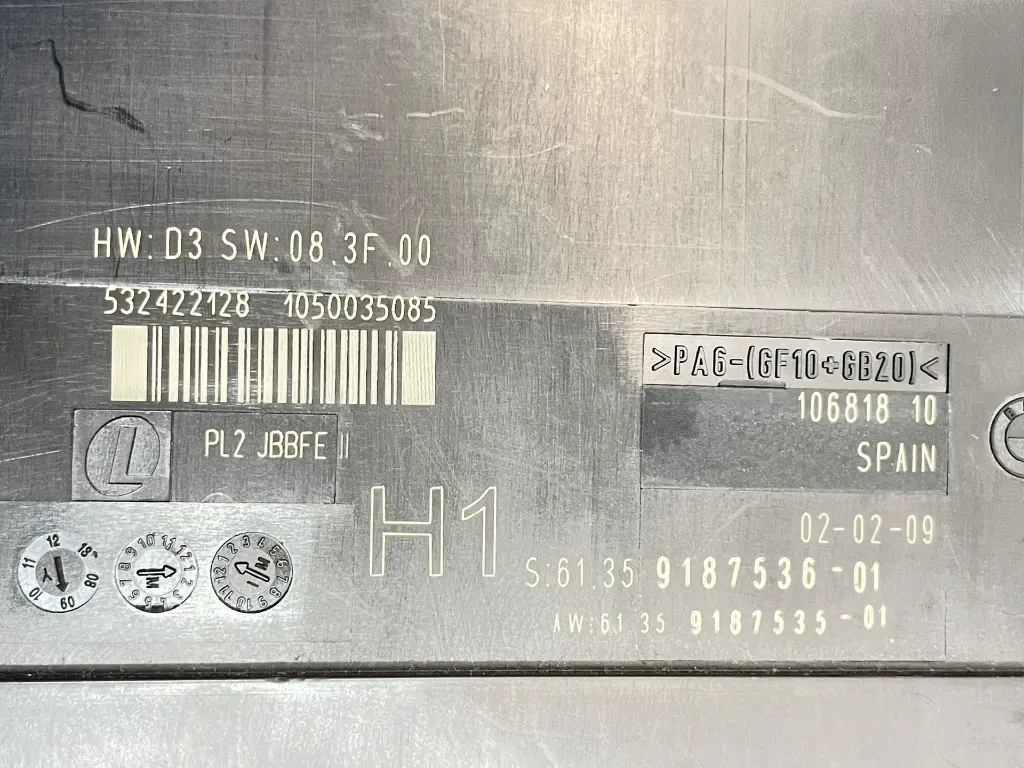 HW: D3 SW: 08.3F.00
532422128 1050035085
>PA6-(GF10+GB20)<
106818 10
L
PL2 JBBFE II
SPAIN
H1
02-02-09
S:61.35 9187536-01
AW:61.35 9187535-01